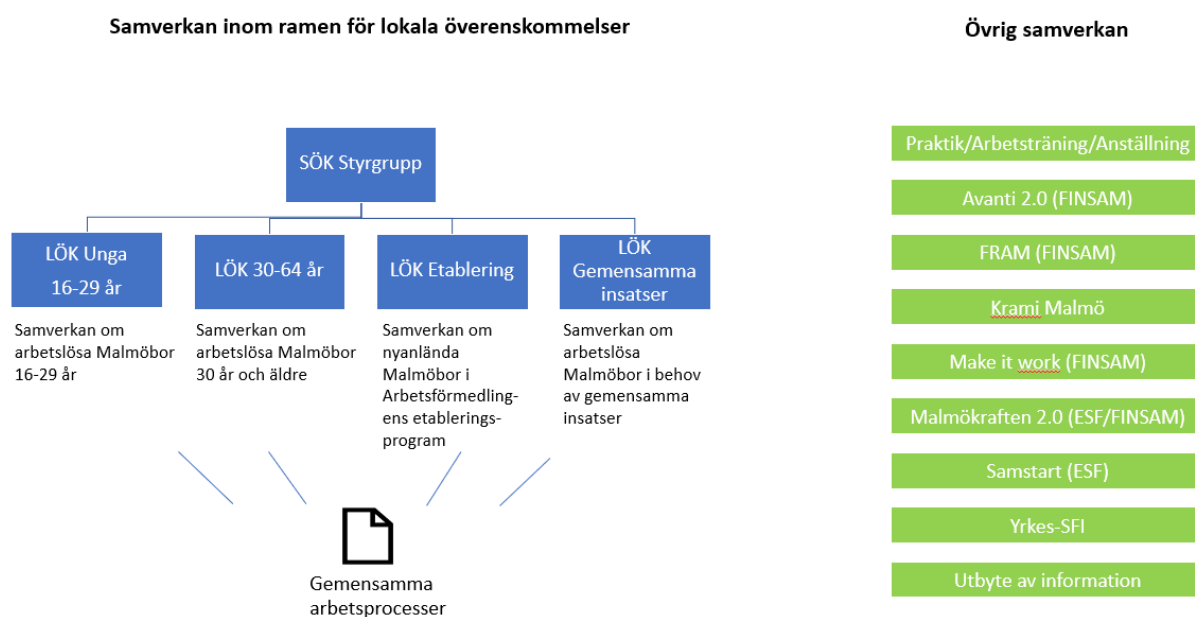 Samverkan inom ramen för lokala överenskommelser
SÖK Styrgrupp
LÖK Unga
16-29 år
Samverkan om
arbetslösa Malmöbor
16-29 år
LÖK 30-64 år
Samverkan om
arbetslösa Malmöbor
30 år och äldre
LÖK Etablering
Samverkan om
nyanlända
Malmöbor i
Arbetsförmedling-
ens etablerings-
program
LÖK
Gemensamma
insatser
Samverkan om
arbetslösa
Malmöbor i behov
av gemensamma
insatser
Gemensamma
arbetsprocesser
Övrig samverkan
Praktik/Arbetsträning/Anställning
Avanti 2.0 (FINSAM)
FRAM (FINSAM)
Krami Malmö
Make it work (FINSAM)
Malmökraften 2.0 (ESF/FINSAM)
Samstart (ESF)
Yrkes-SFI
Utbyte av information